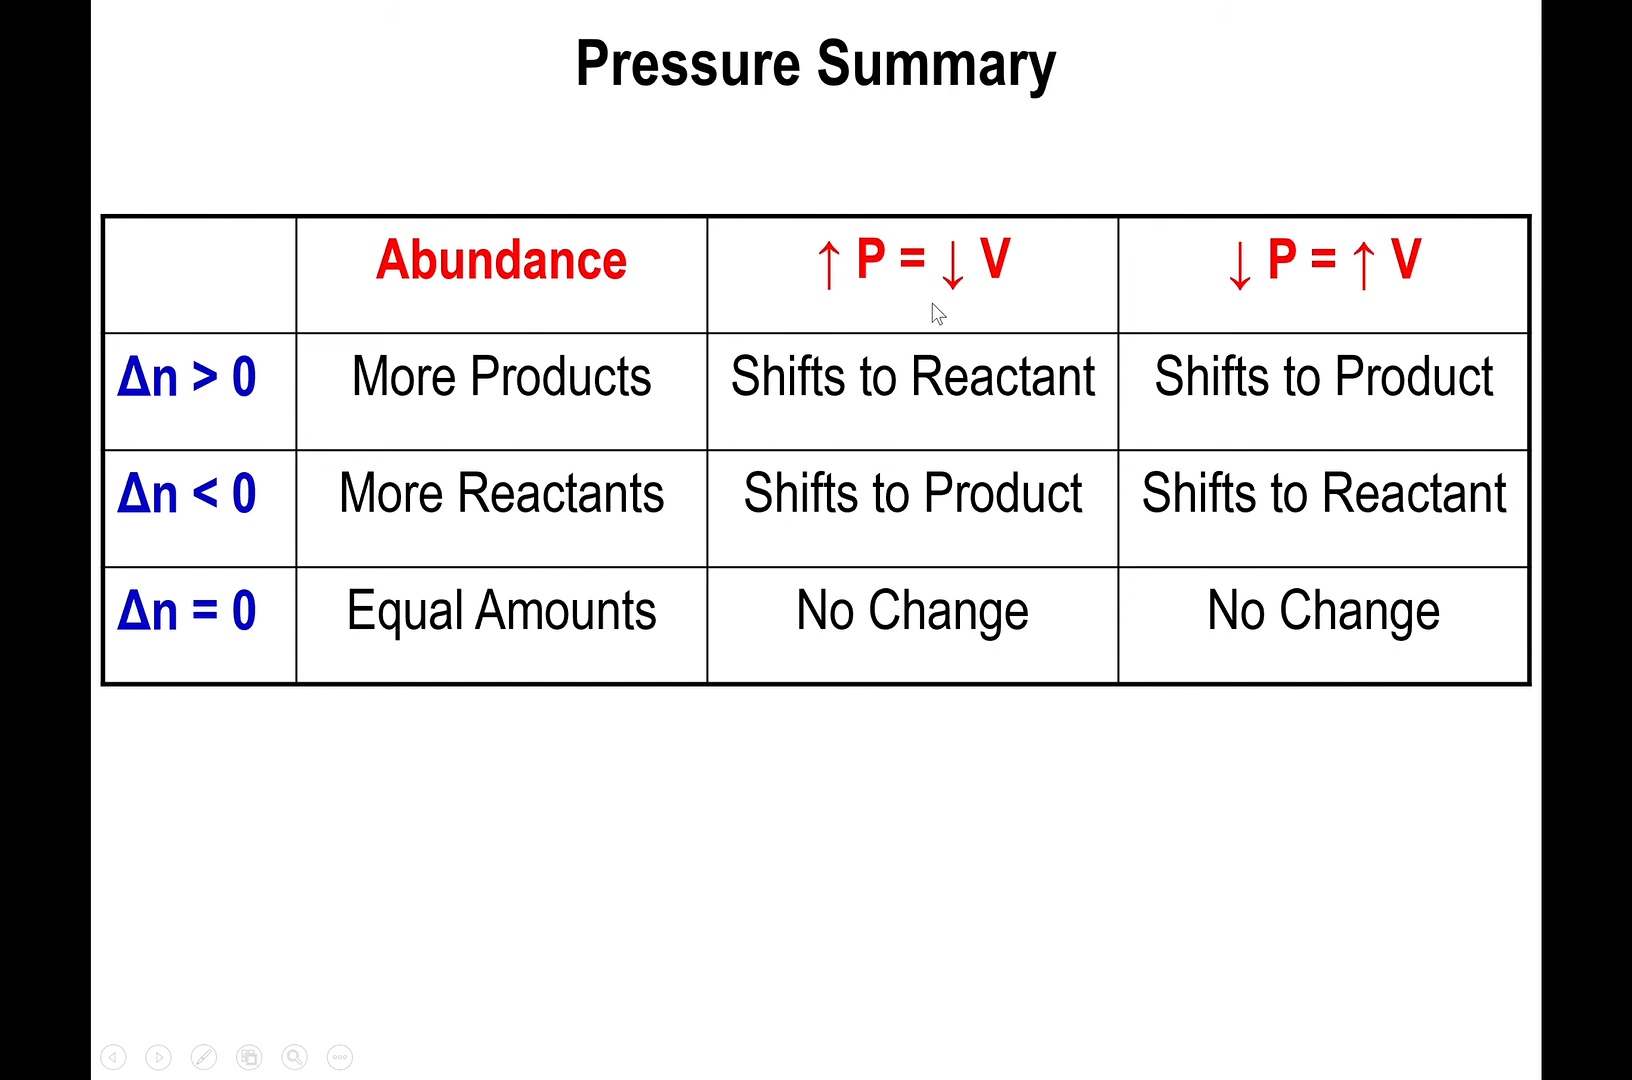 Pressure Summary
Abundance
↑ P = ↓ V
↓ P = ↑ V
Δn > 0
More Products
Shifts to Reactant
Shifts to Product
Δn < 0
More Reactants
Shifts to Product
Shifts to Reactant
Δn = 0
Equal Amounts
No Change
No Change